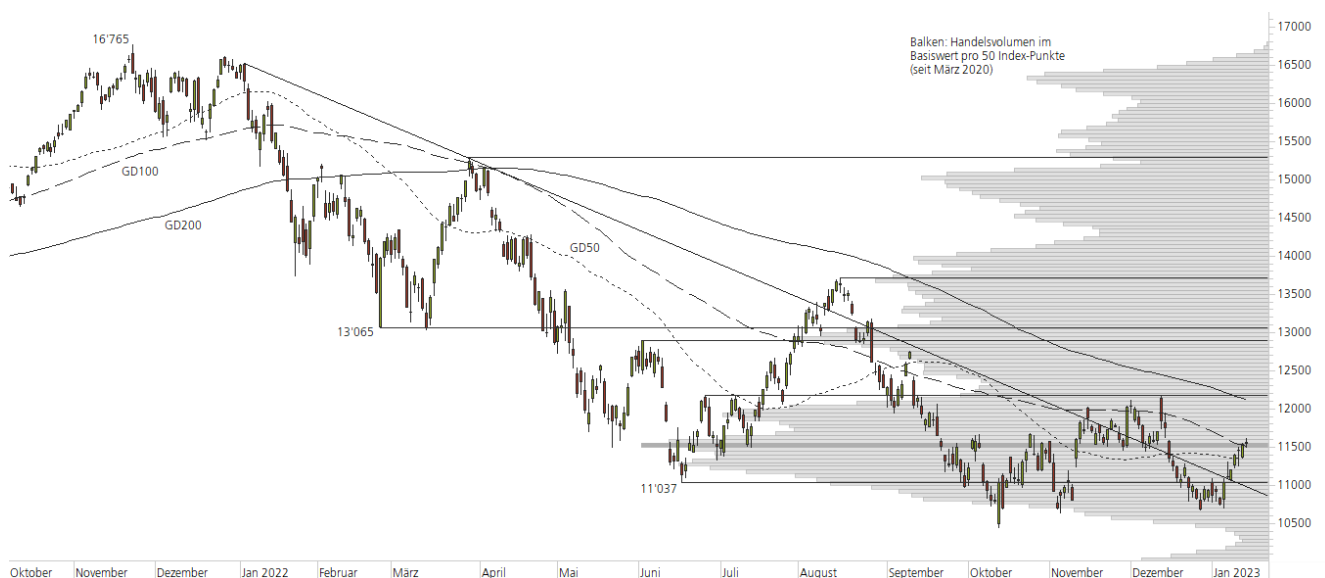 16'765
Balken: Handelsvolumen im
Basiswert pro 50 Index-Punkte
(seit März 2020)
GD100
GD200
GD50
13'065
11'037
17000
16500
16000
15500
15000
14500
14000
13500
13000
12500
12000
11500
11000
10500
Oktober November Dezember Jan 2022 Februar März April Mai Juni Juli August September Oktober November Dezember Jan 2023